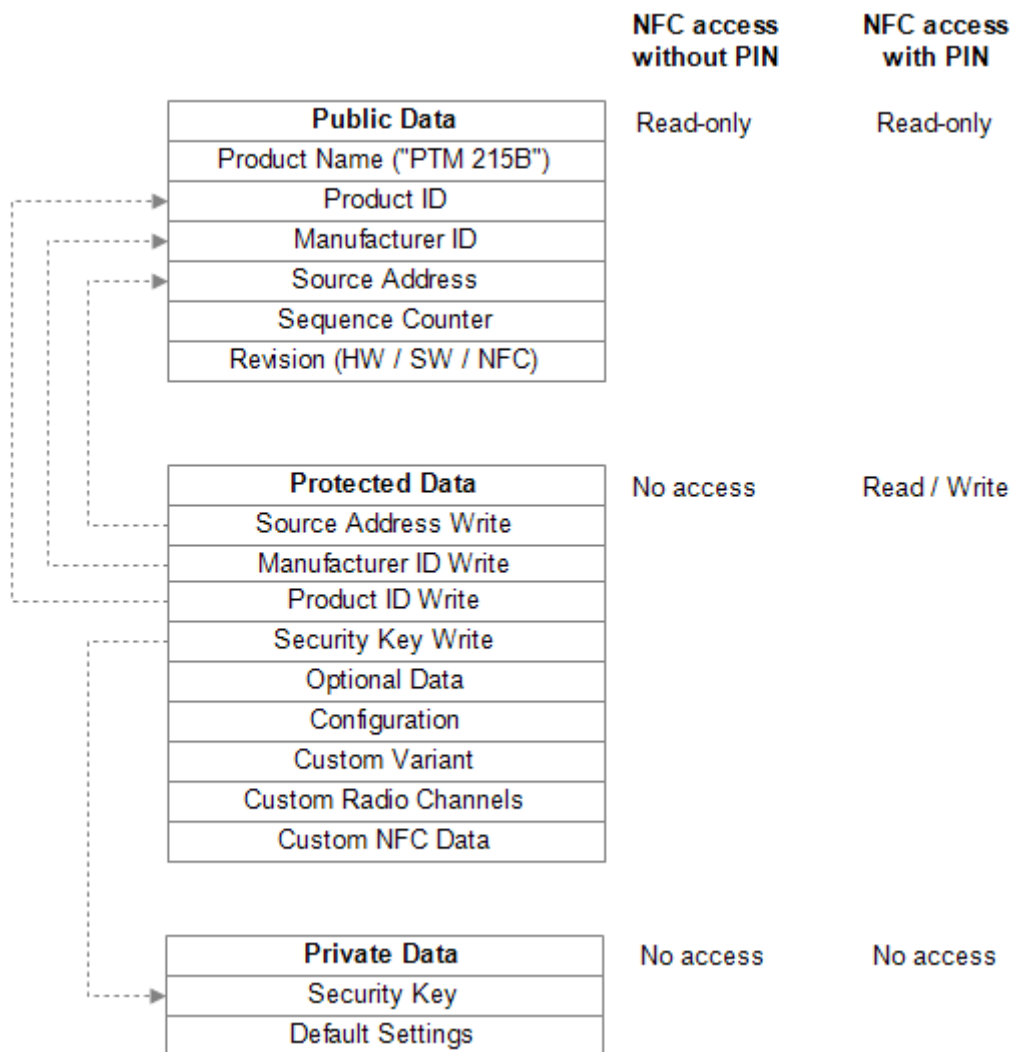 NFC access
without PIN
NFC access
with PIN
Public Data
Read-only
Read-only
Product Name ("PTM 215B")
Product ID
Manufacturer ID
Source Address
Sequence Counter
Revision (HW / SW / NFC)
Protected Data
No access
Read / Write
Source Address Write
Manufacturer ID Write
Product ID Write
Security Key Write
Optional Data
Configuration
Custom Variant
Custom Radio Channels
Custom NFC Data
Private Data
No access
No access
Security Key
Default Settings